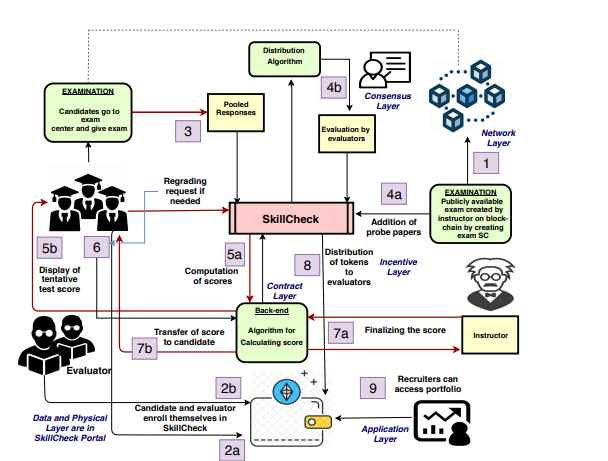 Distribution
Algorithm
4b
Consensus
Layer
EXAMINATION
Candidates go to
exam
center and give exam
3
Pooled
Responses
Evaluation by
evaluators
Network
Layer
1
Regrading
request if
needed
SkillCheck
4a
Addition of
probe papers
EXAMINATION
Publicly available
exam created by
instructor on block-
chain by creating
exam SC
5b
6
Display of
tentative
test score
5a
Computation
of scores
8
Distribution
of tokens
to
evaluators
Incentive
Layer
Contract
Layer
Back-end
Algorithm for
Calculating score
7b
Transfer of score
to candidate
7a
Finalizing the score
Instructor
Evaluator
2b
Candidate and evaluator
enroll themselves in
SkillCheck
2a
Data and Physical
Layer are in
SkillCheck Portal
9
Recruiters can
access portfolio
Application
Layer